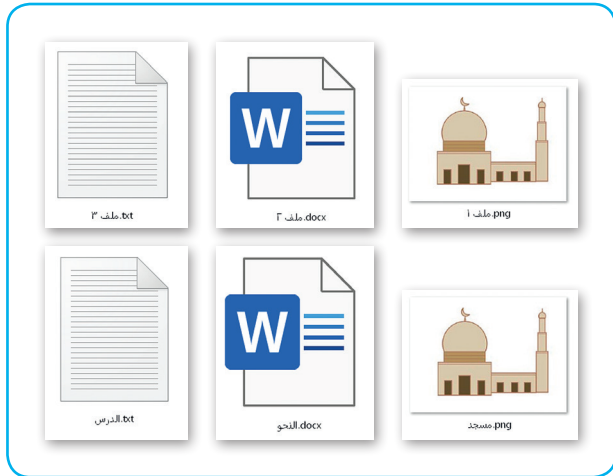 ملف ١.png
W
ملف ٢.docx
ملف ٣.txt
مسجد.png
W
النحو.docx
الدرس.txt